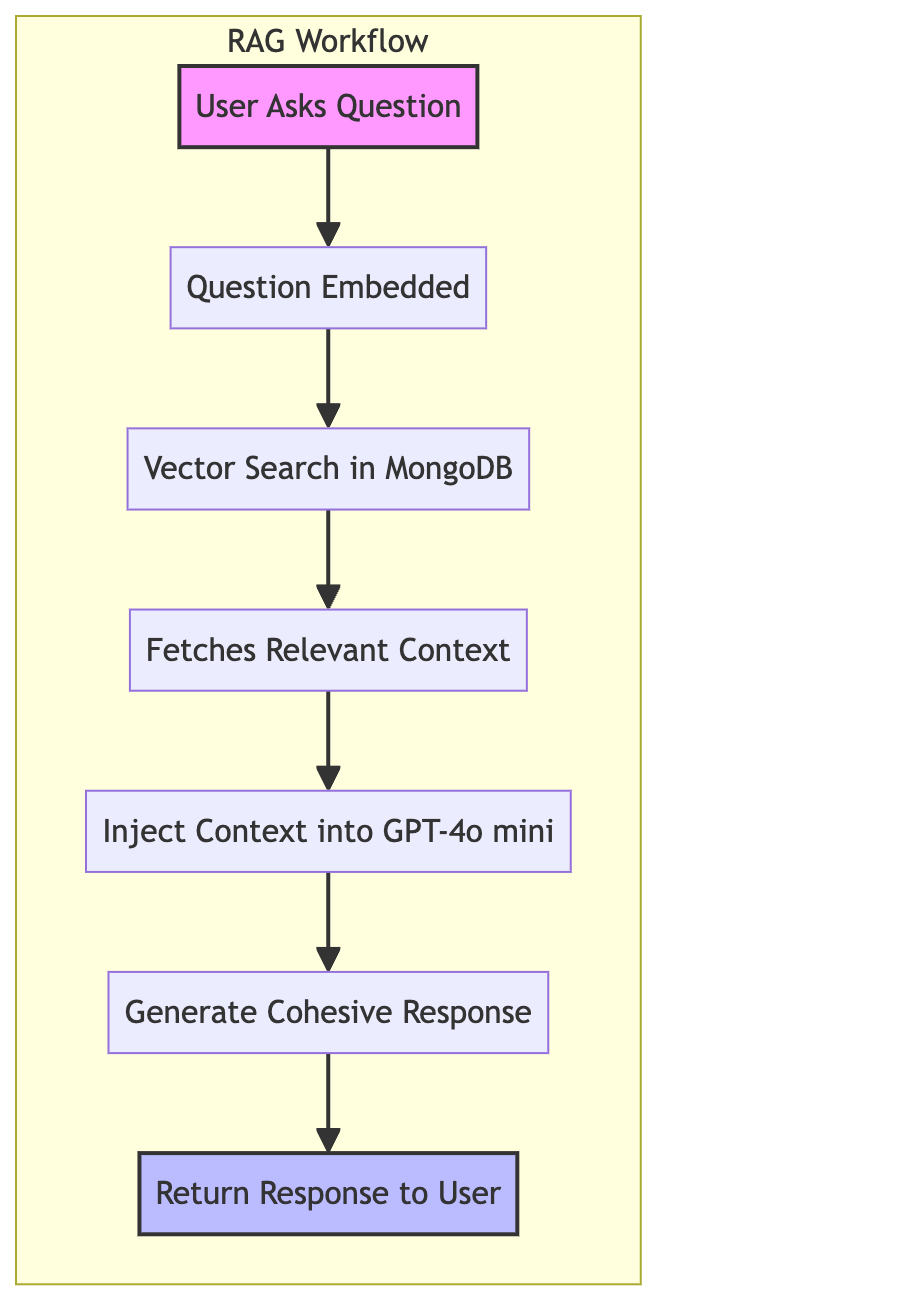 RAG Workflow
User Asks Question
Question Embedded
Vector Search in MongoDB
Fetches Relevant Context
Inject Context into GPT-4o mini
Generate Cohesive Response
Return Response to User